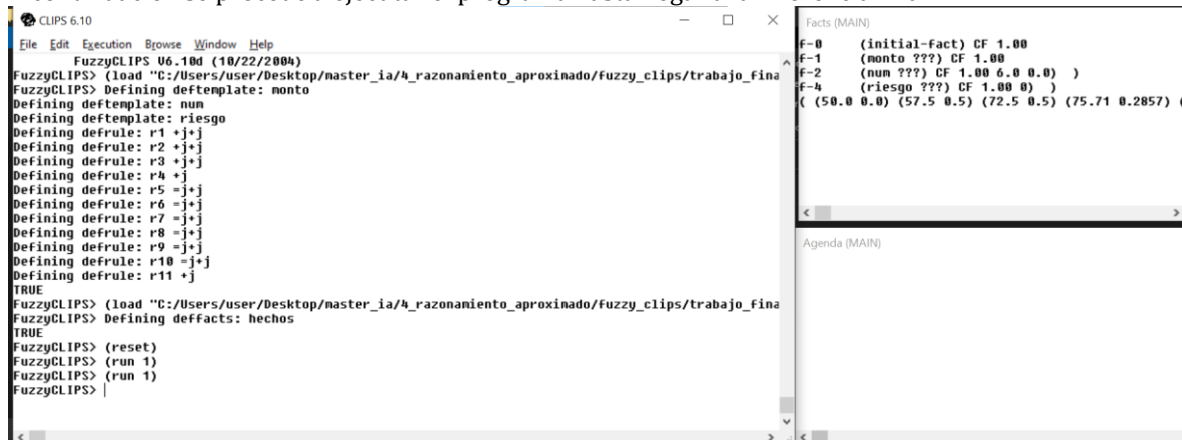 CLIPS 6.10
File Edit Execution Browse Window Help
FuzzyCLIPS V6.10d (10/22/2004)
FuzzyCLIPS> (load "C:/Users/user/Desktop/master_ia/4_razonamiento_aproximado/fuzzy_clips/trabajo_fina
FuzzyCLIPS> Defining deftemplate: monto
Defining deftemplate: num
Defining deftemplate: riesgo
Defining defrule: r1 +j+j
Defining defrule: r2 +j+j
Defining defrule: r3 +j+j
Defining defrule: r4 +j
Defining defrule: r5 =j+j
Defining defrule: r6 =j+j
Defining defrule: r7 =j+j
Defining defrule: r8 =j+j
Defining defrule: r9 =j+j
Defining defrule: r10 =j+j
Defining defrule: r11 +j
TRUE
FuzzyCLIPS> (load "C:/Users/user/Desktop/master_ia/4_razonamiento_aproximado/fuzzy_clips/trabajo_fina
FuzzyCLIPS> Defining deffacts: hechos
TRUE
FuzzyCLIPS> (reset)
FuzzyCLIPS> (run 1)
FuzzyCLIPS> (run 1)
FuzzyCLIPS>
Facts (MAIN)
f-0 (initial-fact) CF 1.00
f-1 (monto ???) CF 1.00
f-2 (num ???) CF 1.00 6.0 0.0) )
f-4 (riesgo ???) CF 1.00 0) )
( (50.0 0.0) (57.5 0.5) (72.5 0.5) (75.71 0.2857) (
Agenda (MAIN)